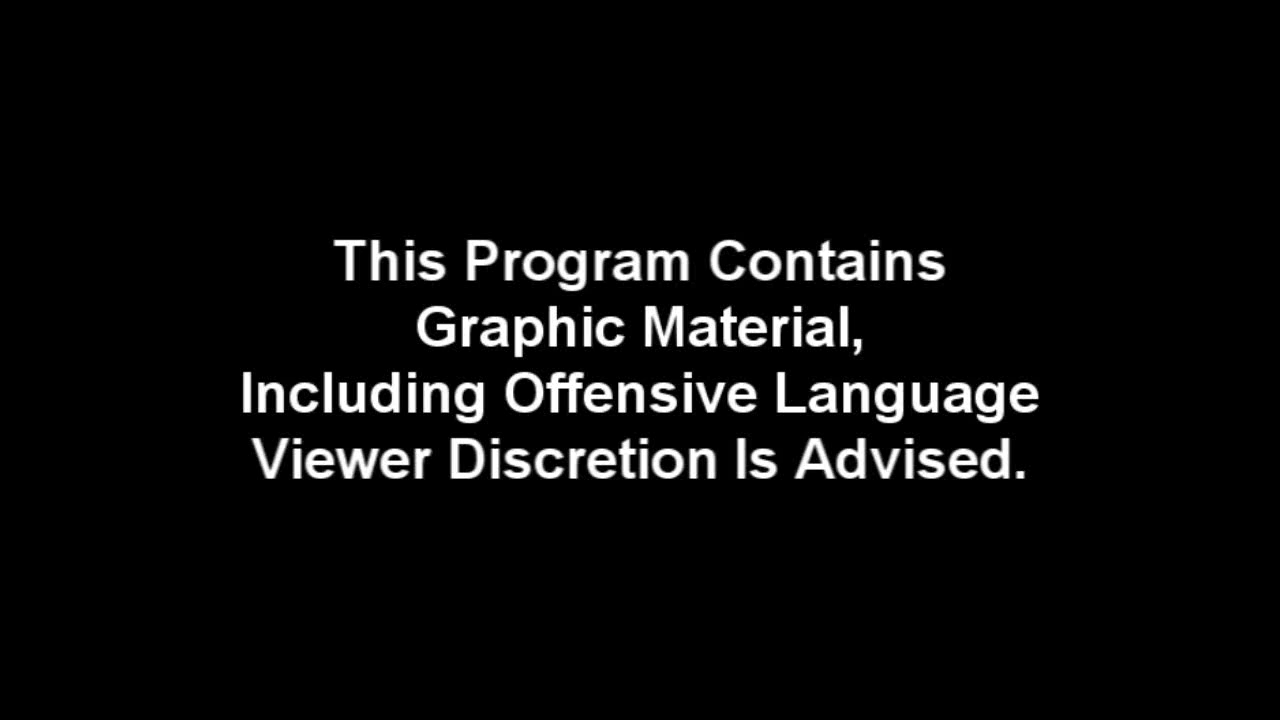 This Program Contains
Graphic Material,
Including Offensive Language
Viewer Discretion Is Advised.